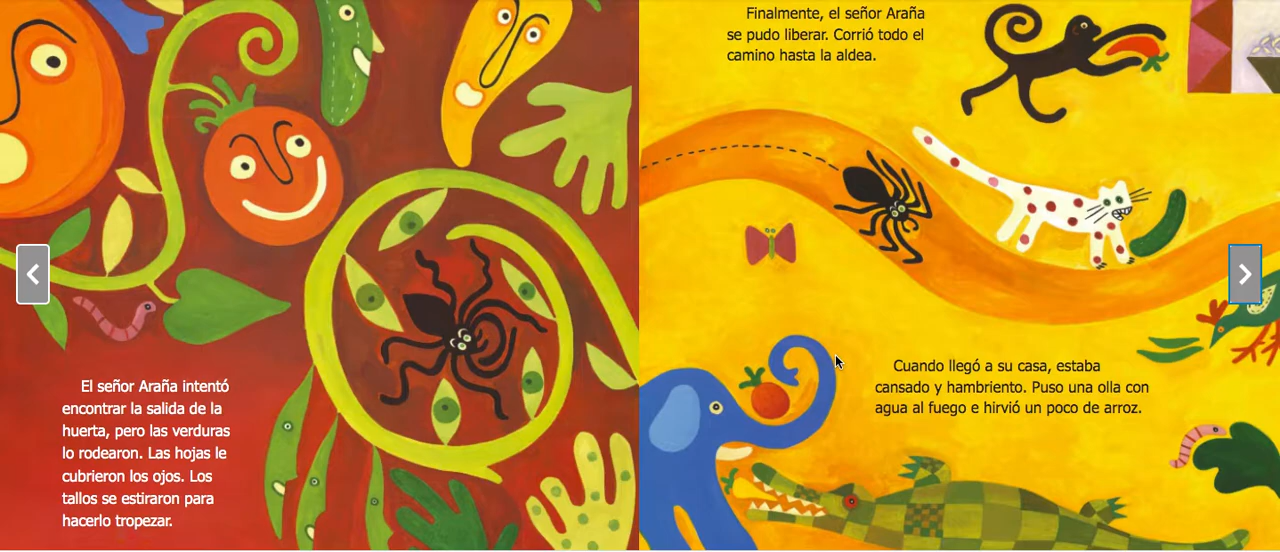 El señor Araña intentó
encontrar la salida de la
huerta, pero las verduras
lo rodearon. Las hojas le
cubrieron los ojos. Los
tallos se estiraron para
hacerlo tropezar.
Finalmente, el señor Araña
se pudo liberar. Corrió todo el
camino hasta la aldea.
Cuando llegó a su casa, estaba
cansado y hambriento. Puso una olla con
agua al fuego e hirvió un poco de arroz.